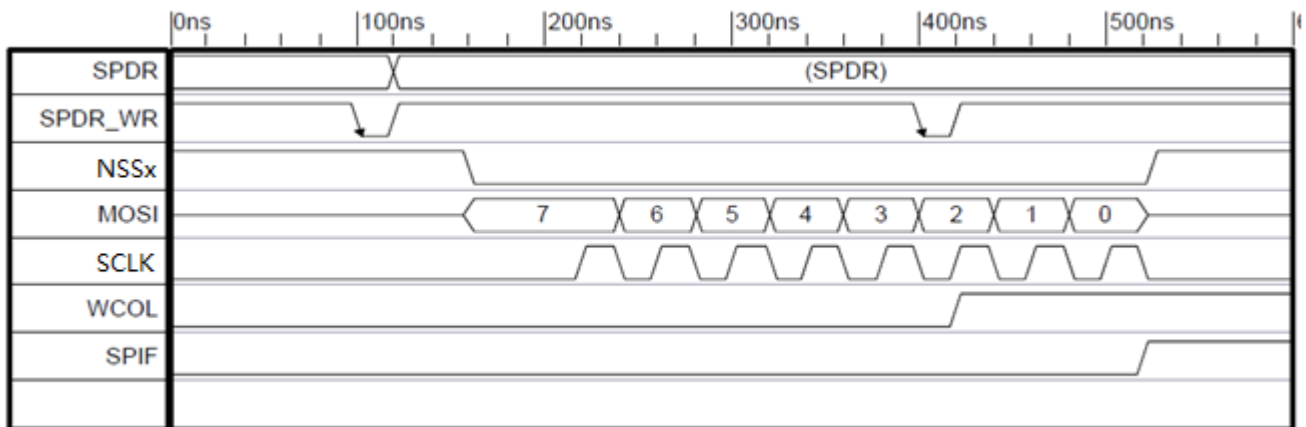 0ns 100ns 200ns 300ns 400ns 500ns
SPDR (SPDR)
SPDR_WR
NSSx
MOSI 7 6 5 4 3 2 1 0
SCLK
WCOL
SPIF